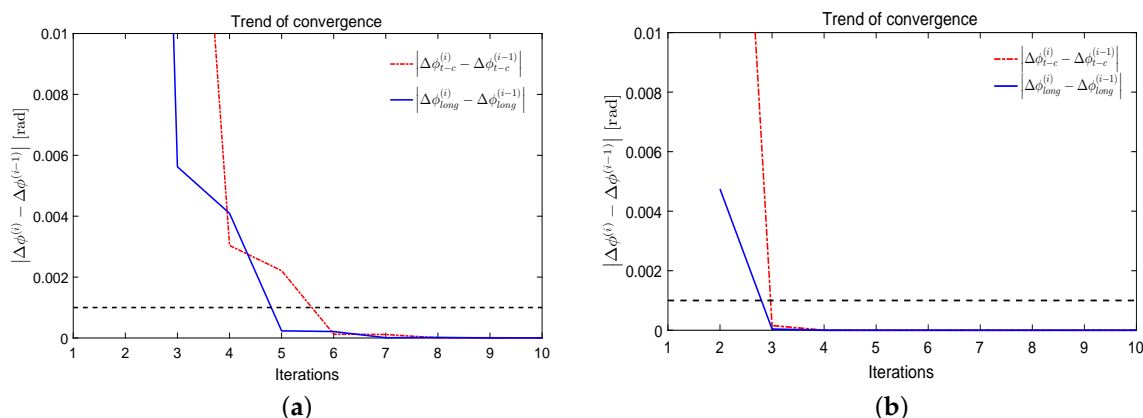 Trend of convergence
0.01
0.008
0.006
0.004
0.002
0
|Δϕ^(i) − Δϕ^(i−1)| [rad]
|Δϕ_{t−c}^{(i)} − Δϕ_{t−c}^{(i−1)}|
|Δϕ_{long}^{(i)} − Δϕ_{long}^{(i−1)}|
1 2 3 4 5 6 7 8 9 10
Iterations
(a)
Trend of convergence
0.01
0.008
0.006
0.004
0.002
0
|Δϕ^(i) − Δϕ^(i−1)| [rad]
|Δϕ_{t−c}^{(i)} − Δϕ_{t−c}^{(i−1)}|
|Δϕ_{long}^{(i)} − Δϕ_{long}^{(i−1)}|
1 2 3 4 5 6 7 8 9 10
Iterations
(b)